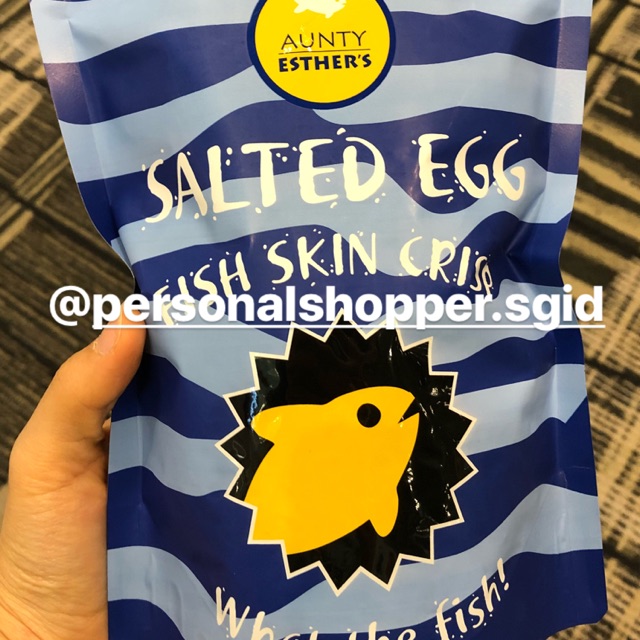 AUNTY
ESTHER'S
SALTED EGG
FISH SKIN CRISP
@personalshopper.sgid
What the fish!